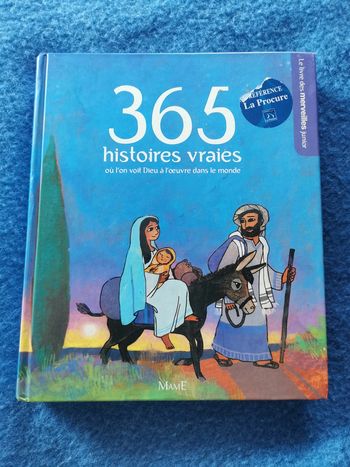 365
histoires vraies
où l'on voit Dieu à l'œuvre dans le monde
RÉFÉRENCE
La Procure
Le livre des merveilles junior
MAME